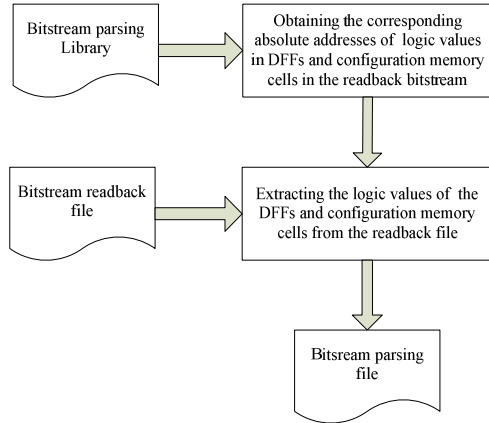 Bitstream parsing
Library
Obtaining the corresponding
absolute addresses of logic values
in DFFs and configuration memory
cells in the readback bitstream
Bitstream readback
file
Extracting the logic values of the
DFFs and configuration memory
cells from the readback file
Bitsream parsing
file